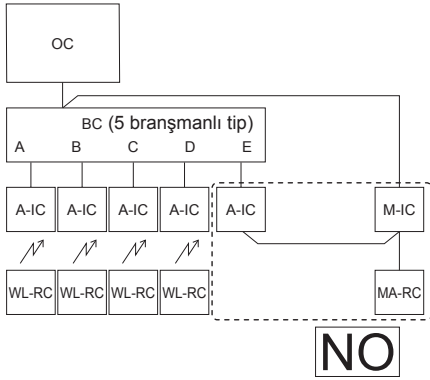 OC
BC (5 branşmanlı tip)
A B C D E
A-IC A-IC A-IC A-IC A-IC M-IC
WL-RC WL-RC WL-RC WL-RC MA-RC
NO